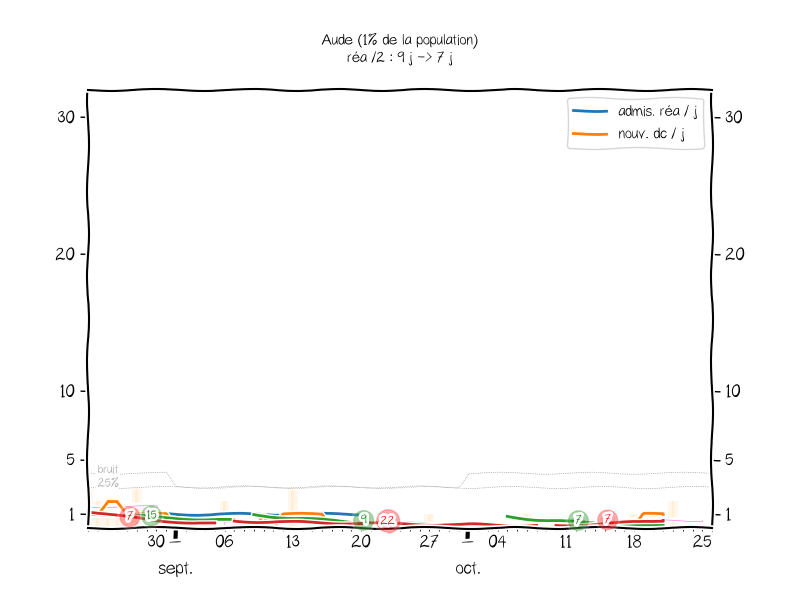 Aude (1% de la population)
réa /2 : 9 j -> 7 j
30 30
admis. réa / j
nouv. dc / j
20 20
10 10
5 5
bruit
25%
1 1
7 15 9 22 7 7
30 06 13 20 27 04 11 18 25
sept. oct.